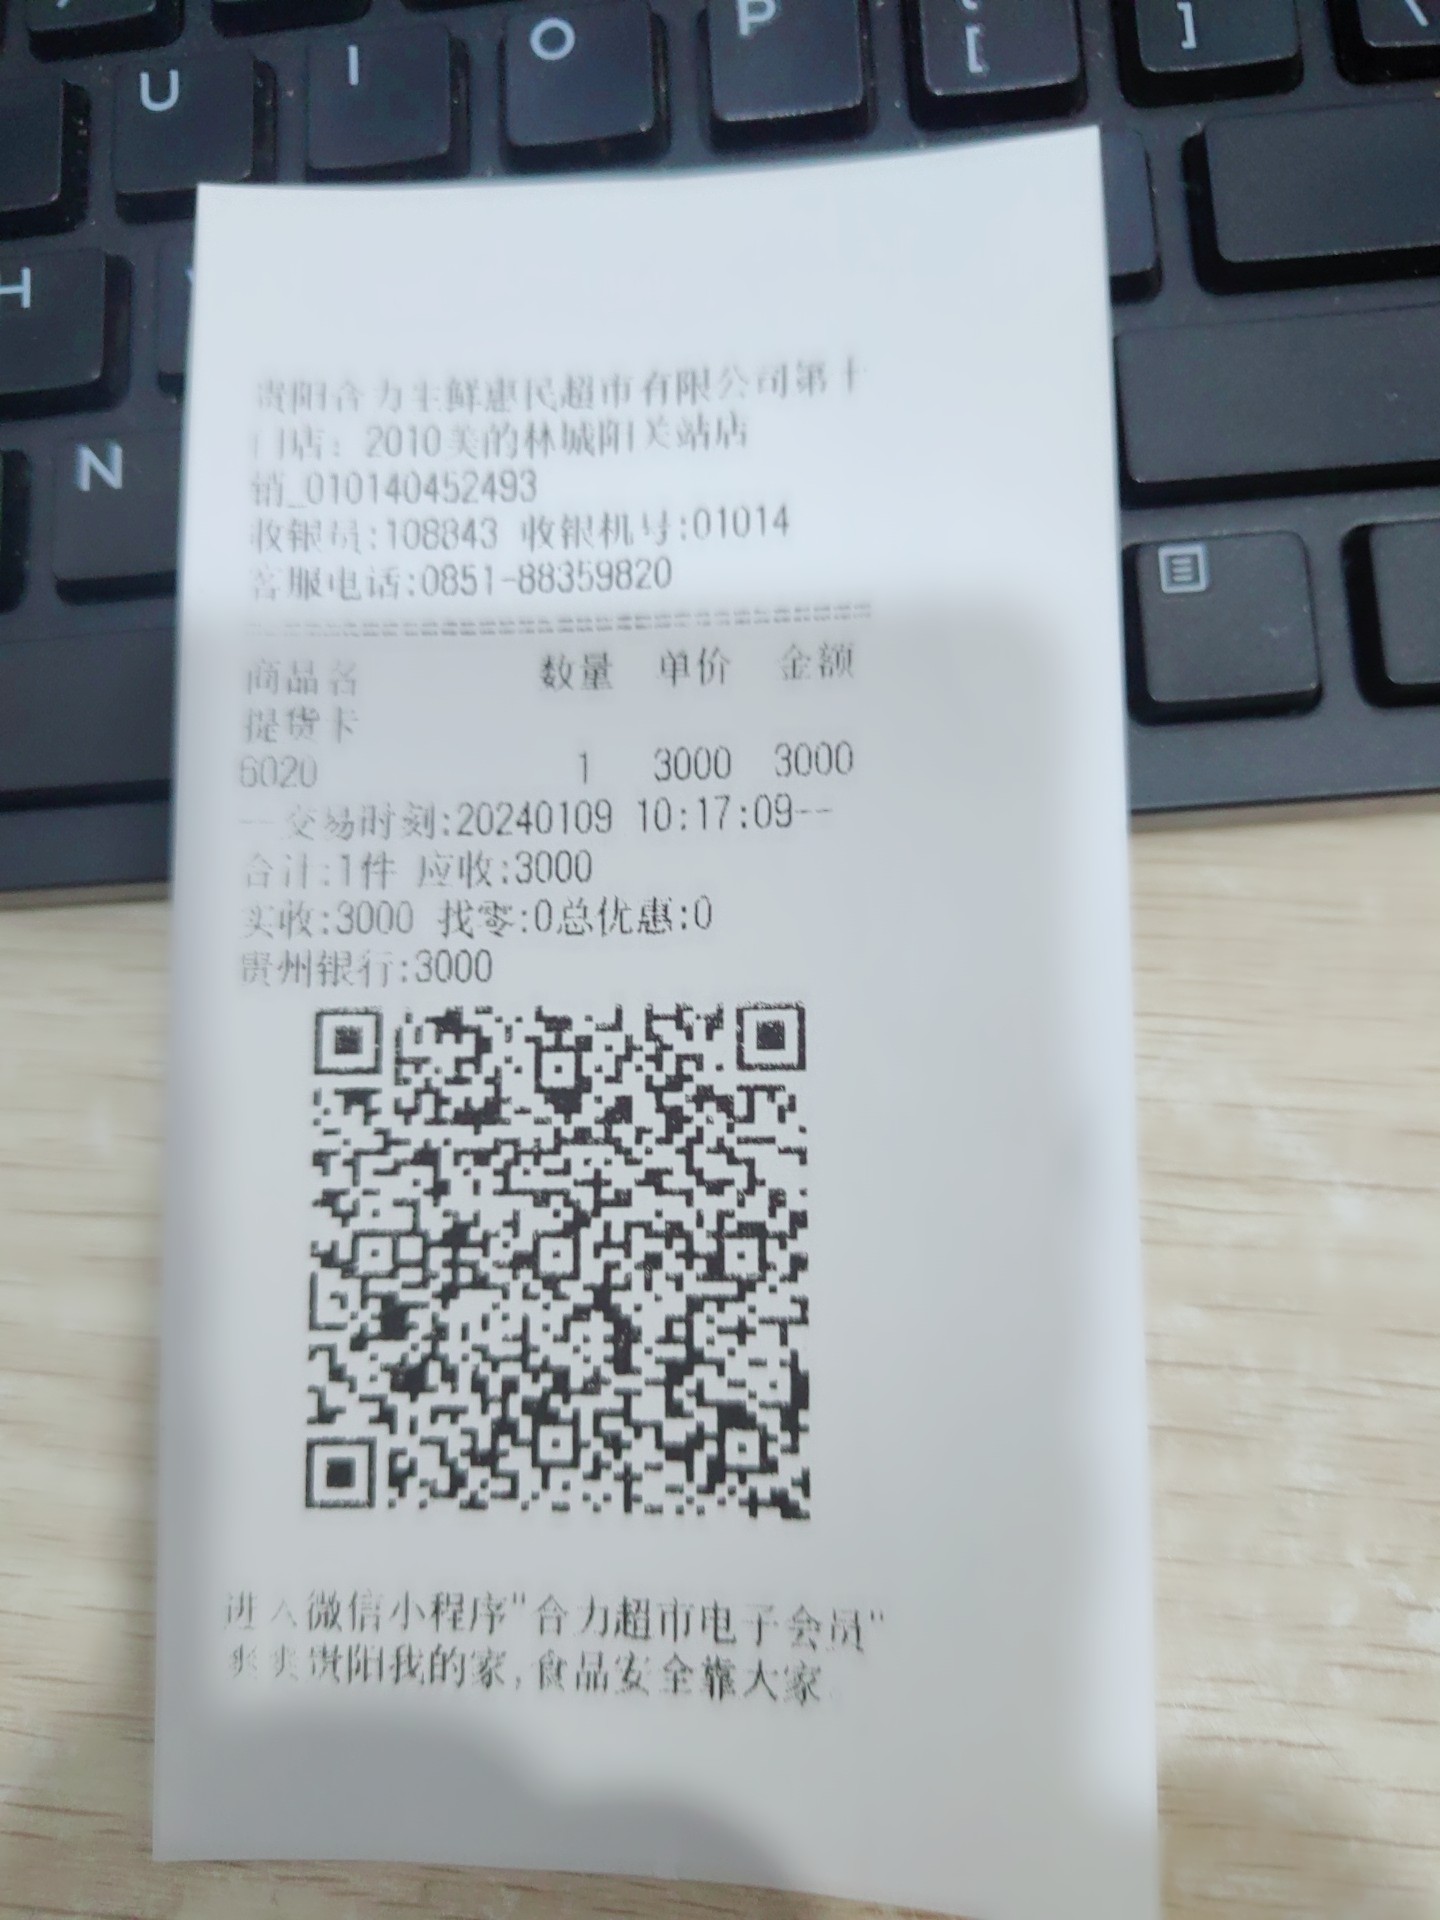 U I O P [ ]
H
N
贵阳合力生鲜惠民超市有限公司第十
门店：2010美的林城阳关站店
销_010140452493
收银员:108843 收银机号:01014
客服电话:0851-88359820
商品名 数量 单价 金额
提货卡
6020 1 3000 3000
--交易时刻:20240109 10:17:09--
合计:1件 应收:3000
实收:3000 找零:0总优惠:0
贵州银行:3000
进入微信小程序"合力超市电子会员"
爽爽贵阳我的家,食品安全靠大家